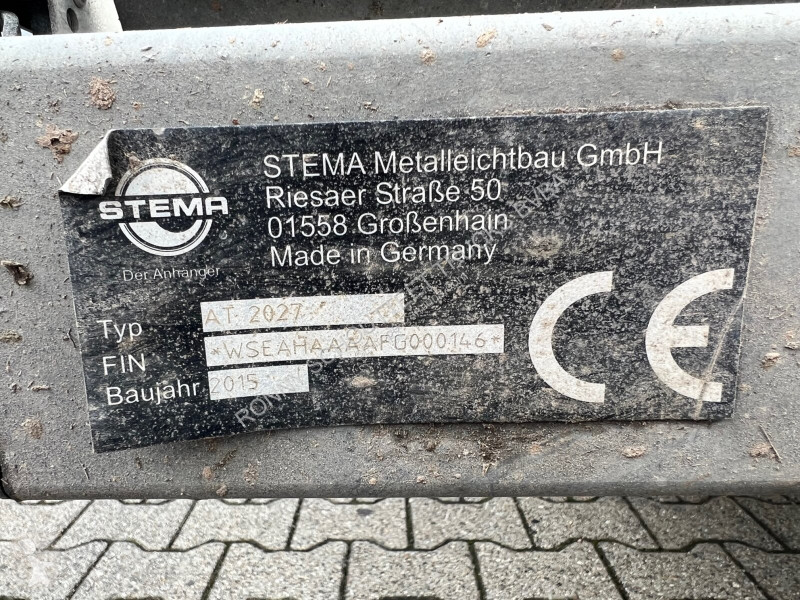 STEMA
Der Anhänger
STEMA Metalleichtbau GmbH
Riesaer Straße 50
01558 Großenhain
Made in Germany
Typ AT 2027
FIN *WSEAHAAAAFG000146*
Baujahr 2015
CE